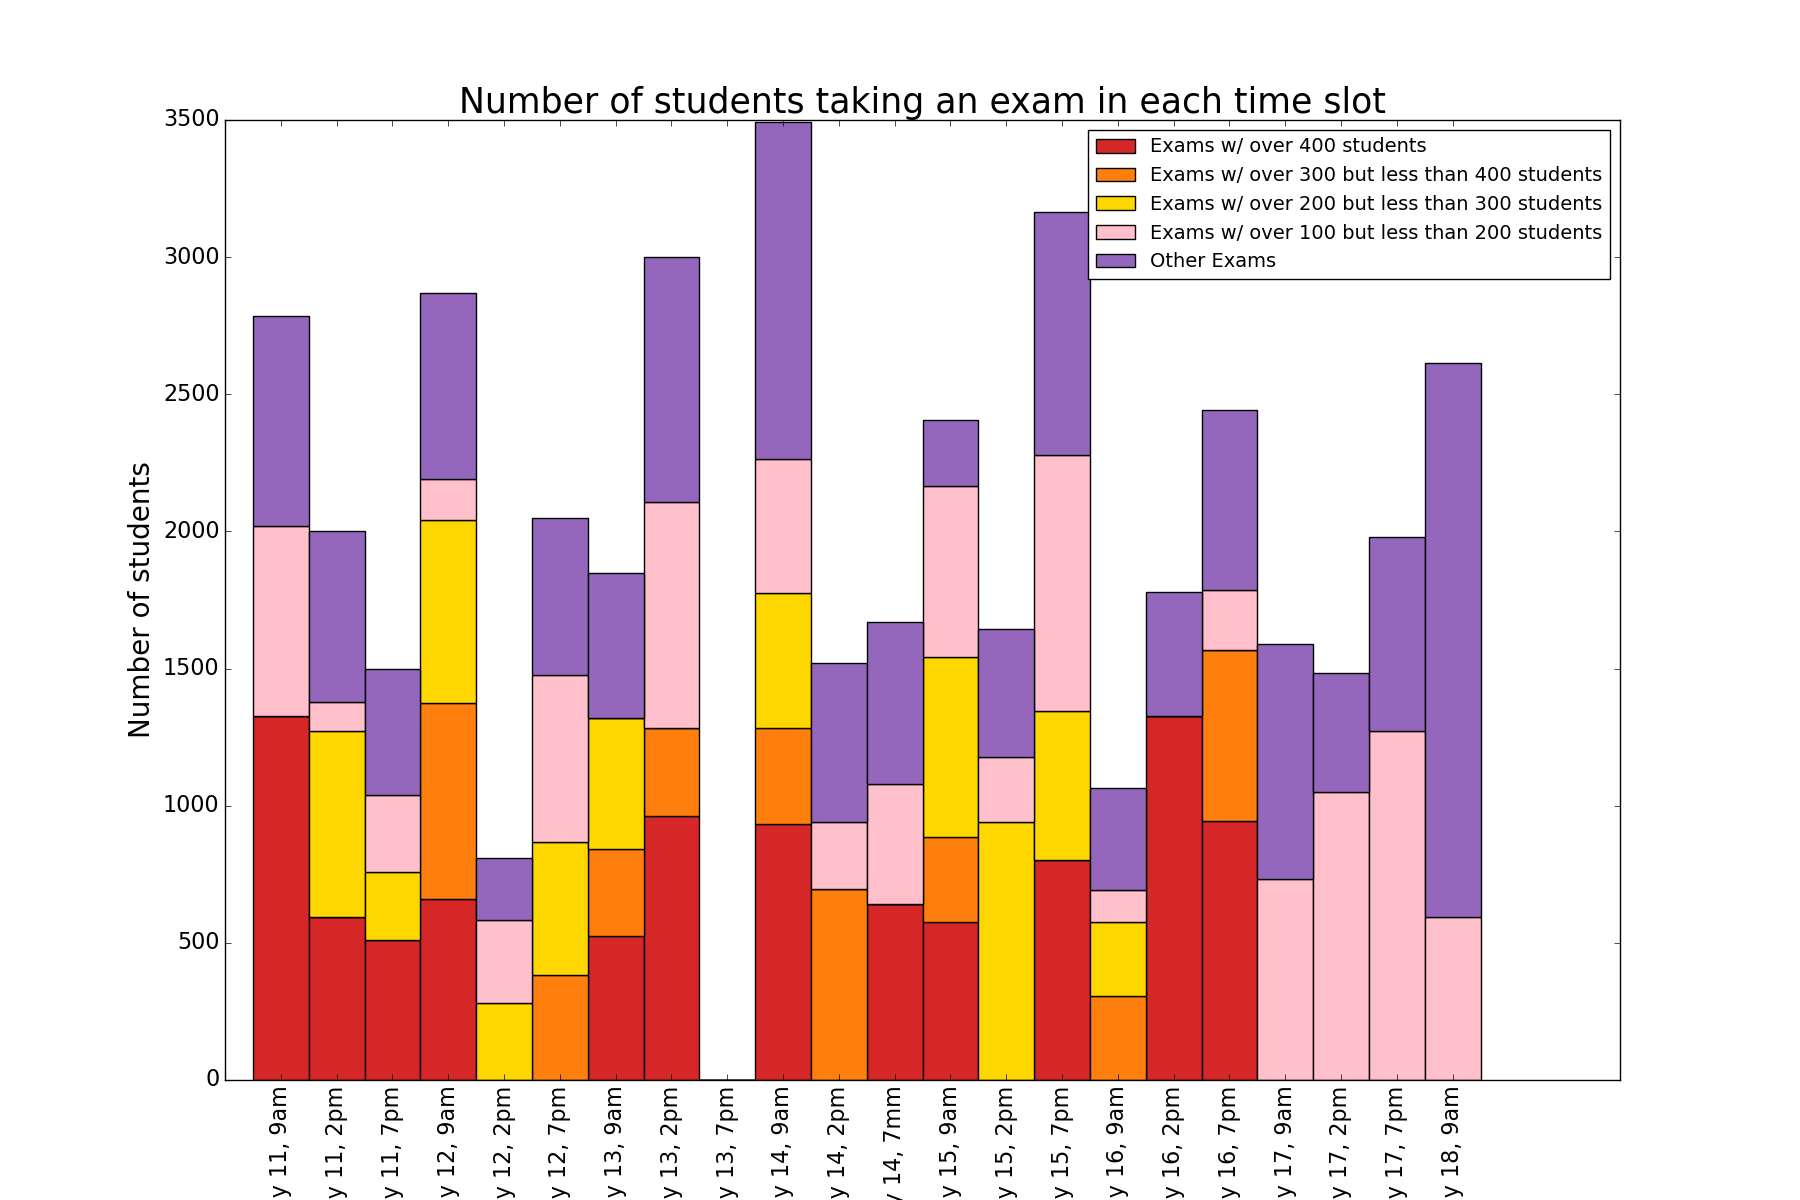 Number of students taking an exam in each time slot
3500
3000
2500
2000
1500
1000
500
0
Number of students
Exams w/ over 400 students
Exams w/ over 300 but less than 400 students
Exams w/ over 200 but less than 300 students
Exams w/ over 100 but less than 200 students
Other Exams
y 11, 9am
y 11, 2pm
y 11, 7pm
y 12, 9am
y 12, 2pm
y 12, 7pm
y 13, 9am
y 13, 2pm
y 13, 7pm
y 14, 9am
y 14, 2pm
y 14, 7mm
y 15, 9am
y 15, 2pm
y 15, 7pm
y 16, 9am
y 16, 2pm
y 16, 7pm
y 17, 9am
y 17, 2pm
y 17, 7pm
y 18, 9am